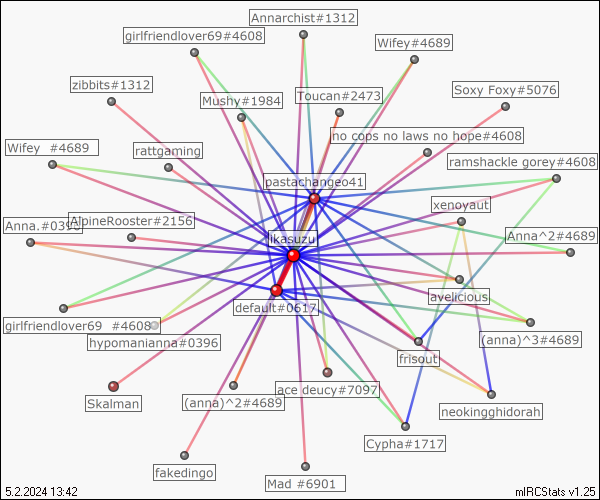 Annarchist#1312
girlfriendlover69#4608
Wifey#4689
zibbits#1312
Soxy Foxy#5076
Mushy#1984
Toucan#2473
no cops no laws no hope#4608
Wifey #4689
rattgaming
ramshackle gorey#4608
pastachangeo41
xenoyaut
Anna.#0396
AlpineRooster#2156
Anna^2#4689
ikasuzu
avelicious
default#0617
girlfriendlover69 #4608
hypomanianna#0396
(anna)^3#4689
frisout
ace deucy#7097
Skalman
(anna)^2#4689
neokingghidorah
Cypha#1717
fakedingo
Mad #6901
5.2.2024 13:42
mIRCStats v1.25